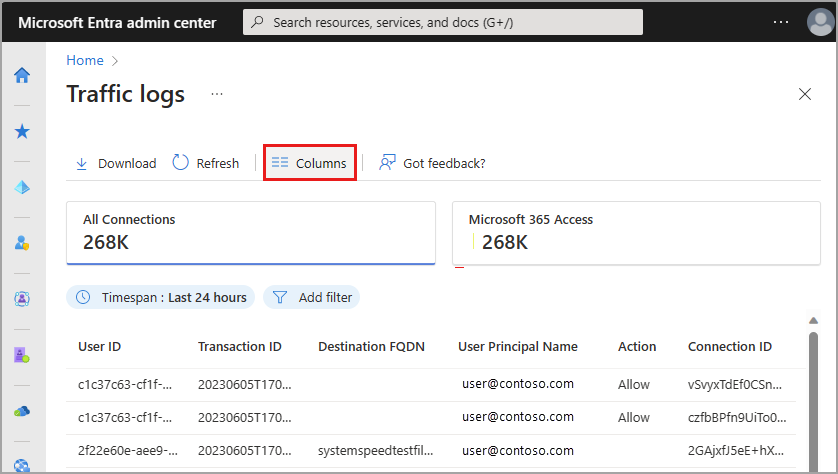 Microsoft Entra admin center Search resources, services, and docs (G+/) ...
Home >
Traffic logs ...
Download Refresh Columns Got feedback?
All Connections Microsoft 365 Access
268K 268K
Timespan : Last 24 hours Add filter
User ID Transaction ID Destination FQDN User Principal Name Action Connection ID
c1c37c63-cf1f-... 20230605T170... user@contoso.com Allow vSvyxTdEf0CSn...
c1c37c63-cf1f-... 20230605T170... user@contoso.com Allow czfbBPfn9UiTo0...
2f22e60e-aee9-... 20230605T170... systemspeedtestfil... user@contoso.com Allow 2GAjxfJ5eE+hX...